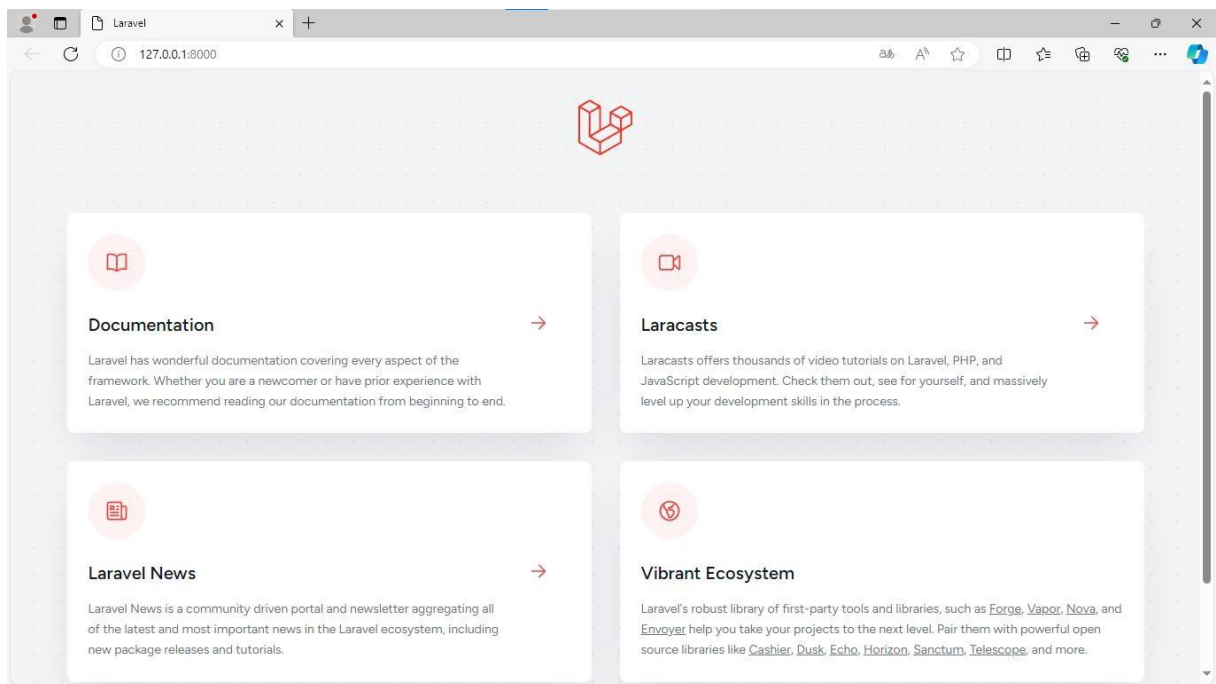 Laravel
127.0.0.1:8000
Documentation
Laravel has wonderful documentation covering every aspect of the
framework. Whether you are a newcomer or have prior experience with
Laravel, we recommend reading our documentation from beginning to end.
Laracasts
Laracasts offers thousands of video tutorials on Laravel, PHP, and
JavaScript development. Check them out, see for yourself, and massively
level up your development skills in the process.
Laravel News
Laravel News is a community driven portal and newsletter aggregating all
of the latest and most important news in the Laravel ecosystem, including
new package releases and tutorials.
Vibrant Ecosystem
Laravel's robust library of first-party tools and libraries, such as Forge, Vapor, Nova, and
Envoyer help you take your projects to the next level. Pair them with powerful open
source libraries like Cashier, Dusk, Echo, Horizon, Sanctum, Telescope, and more.